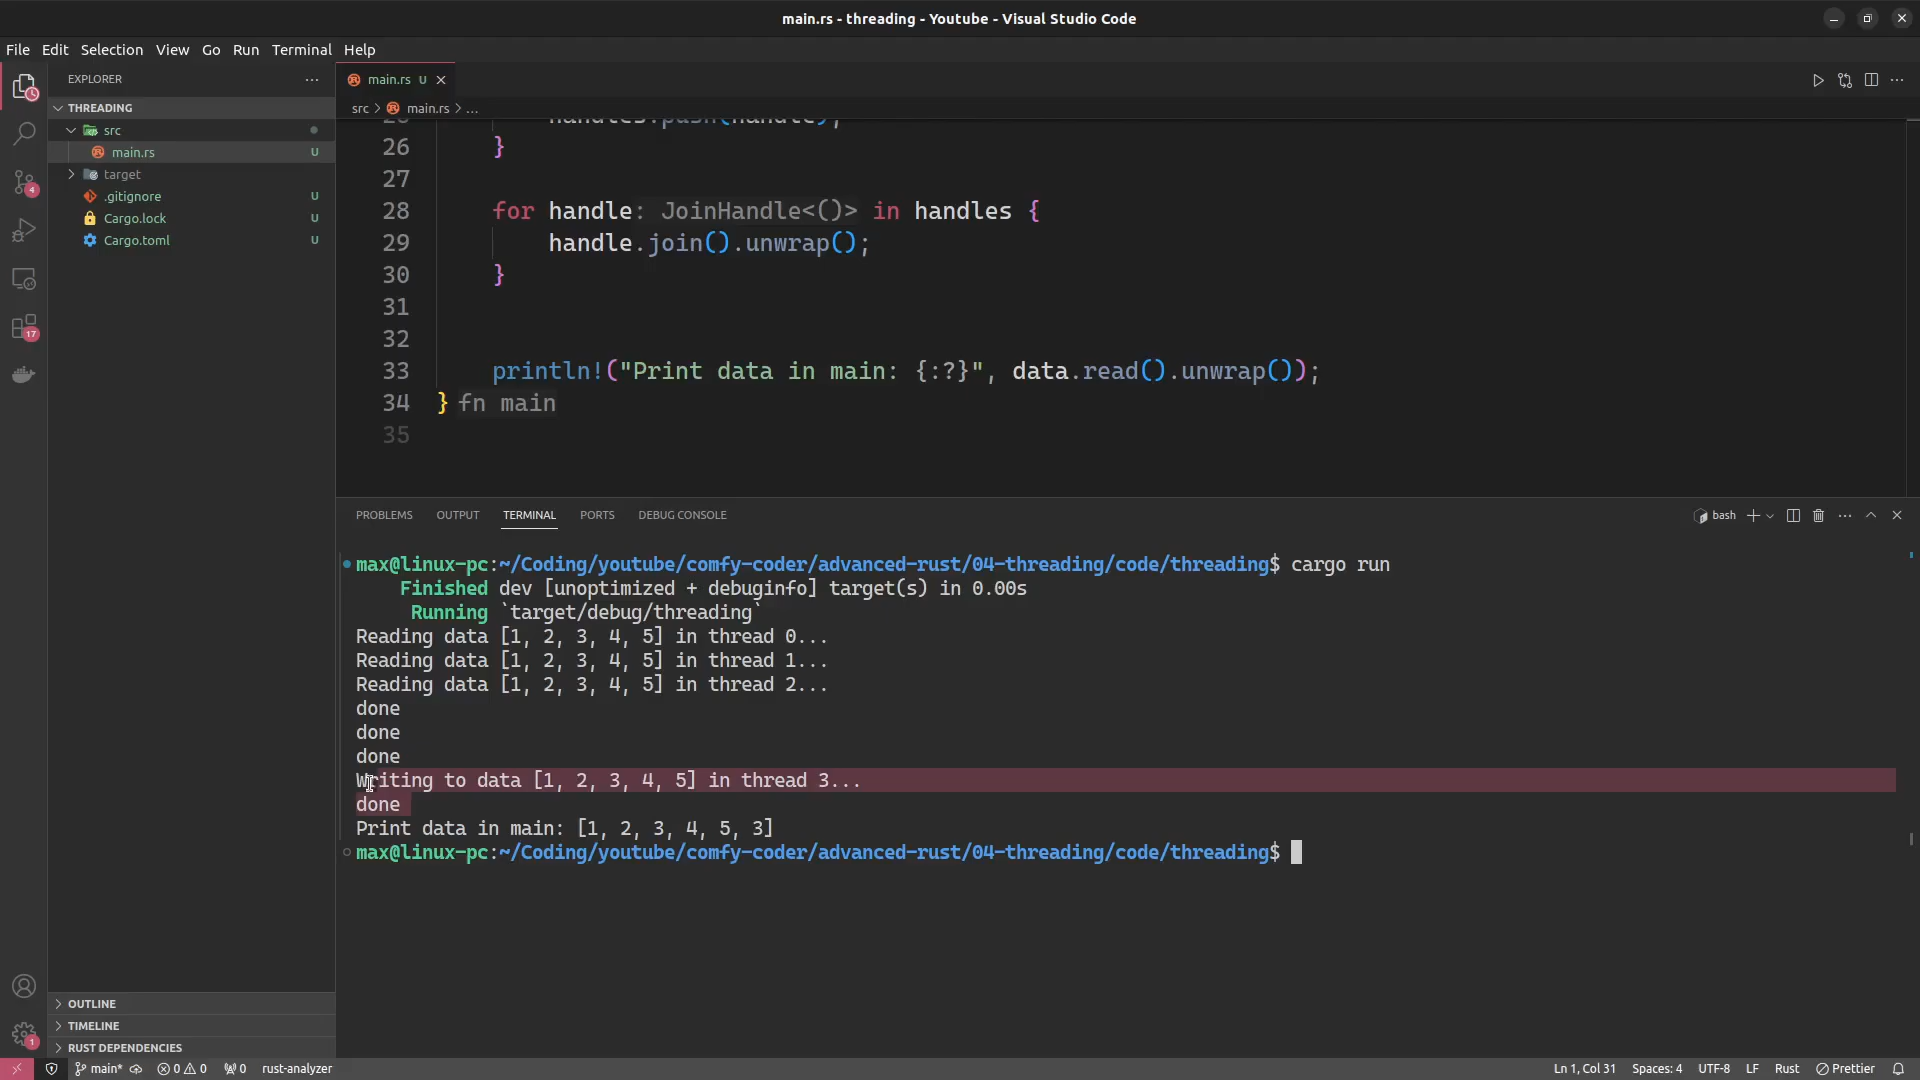 main.rs - threading - Youtube - Visual Studio Code
File Edit Selection View Go Run Terminal Help
EXPLORER
THREADING
src
main.rs U
target
.gitignore U
Cargo.lock U
Cargo.toml U
4
17
OUTLINE
TIMELINE
RUST DEPENDENCIES
1
main.rs U
src > main.rs > ...
handles.push(handle);
26 }
27
28 for handle: JoinHandle<()> in handles {
29 handle.join().unwrap();
30 }
31
32
33 println!("Print data in main: {:?}", data.read().unwrap());
34 } fn main
35
PROBLEMS OUTPUT TERMINAL PORTS DEBUG CONSOLE
bash
max@linux-pc:~/Coding/youtube/comfy-coder/advanced-rust/04-threading/code/threading$ cargo run
Finished dev [unoptimized + debuginfo] target(s) in 0.00s
Running `target/debug/threading`
Reading data [1, 2, 3, 4, 5] in thread 0...
Reading data [1, 2, 3, 4, 5] in thread 1...
Reading data [1, 2, 3, 4, 5] in thread 2...
done
done
done
Writing to data [1, 2, 3, 4, 5] in thread 3...
done
Print data in main: [1, 2, 3, 4, 5, 3]
max@linux-pc:~/Coding/youtube/comfy-coder/advanced-rust/04-threading/code/threading$
main* 0 0 0 rust-analyzer Ln 1, Col 31 Spaces: 4 UTF-8 LF Rust Prettier